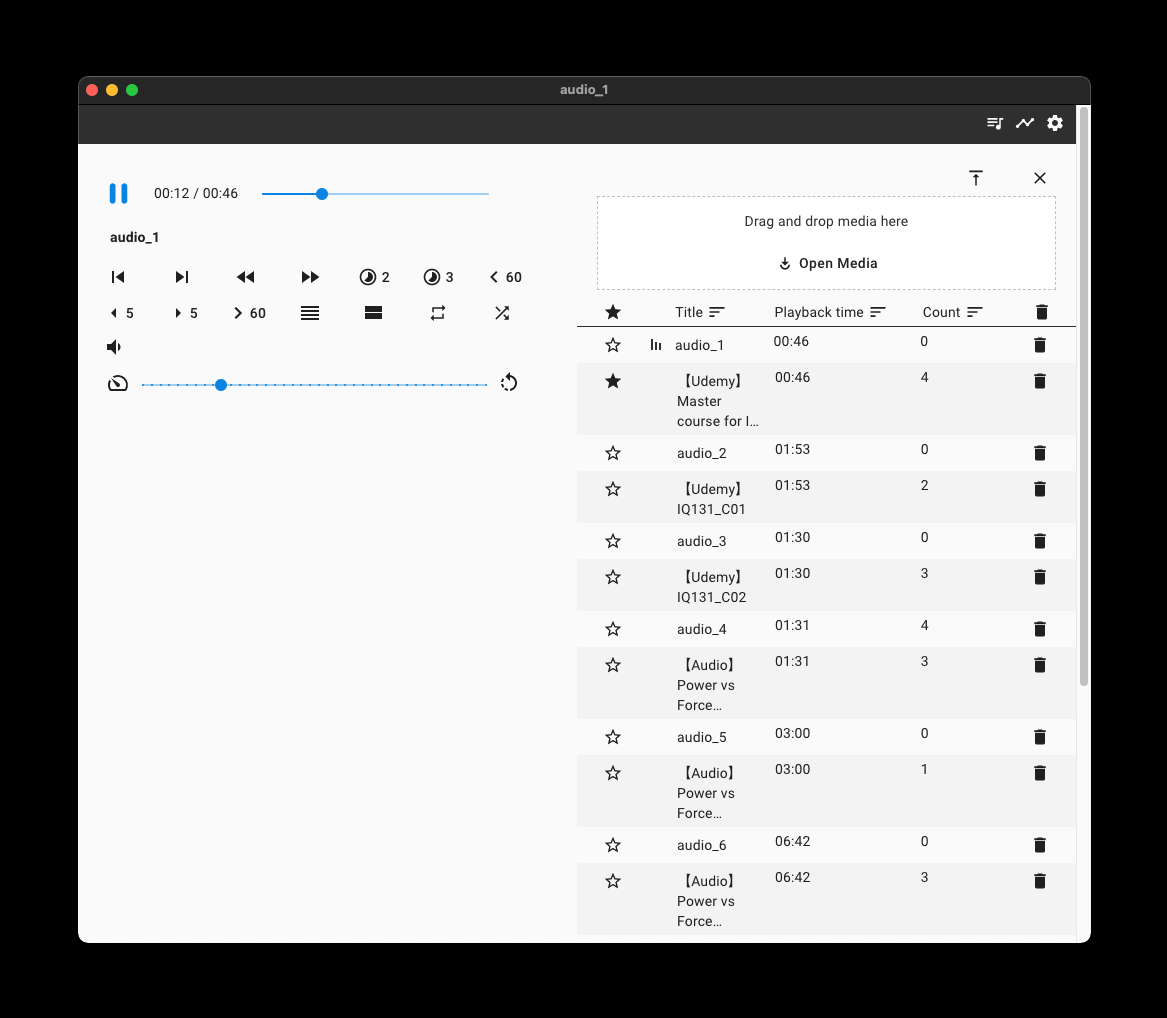 audio_1
00:12 / 00:46
audio_1
2
3
60
5
5
60
Drag and drop media here
Open Media
Title Playback time Count
audio_1 00:46 0
【Udemy】 00:46 4
Master
course for I...
audio_2 01:53 0
【Udemy】 01:53 2
IQ131_C01
audio_3 01:30 0
【Udemy】 01:30 3
IQ131_C02
audio_4 01:31 4
【Audio】 01:31 3
Power vs
Force...
audio_5 03:00 0
【Audio】 03:00 1
Power vs
Force...
audio_6 06:42 0
【Audio】 06:42 3
Power vs
Force...